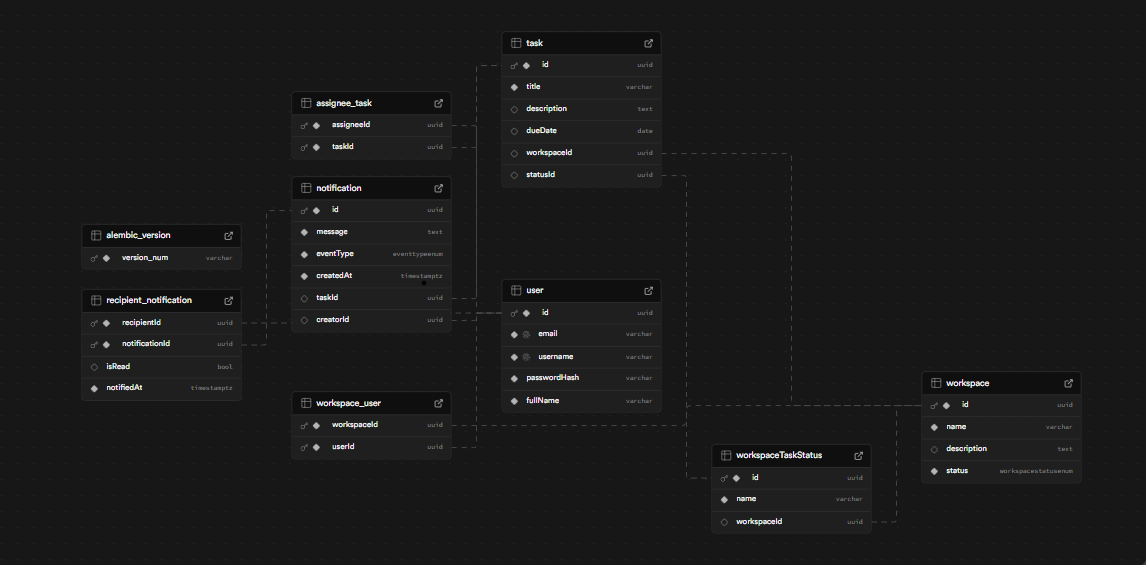 task
id uuid
title varchar
description text
dueDate date
workspaceId uuid
statusId uuid
assignee_task
assigneeId uuid
taskId uuid
notification
id uuid
message text
eventType eventtypeenum
createdAt timestamptz
taskId uuid
creatorId uuid
alembic_version
version_num varchar
recipient_notification
recipientId uuid
notificationId uuid
isRead bool
notifiedAt timestamptz
user
id uuid
email varchar
username varchar
passwordHash varchar
fullName varchar
workspace_user
workspaceId uuid
userId uuid
workspace
id uuid
name varchar
description text
status workspacestatusenum
workspaceTaskStatus
id uuid
name varchar
workspaceId uuid